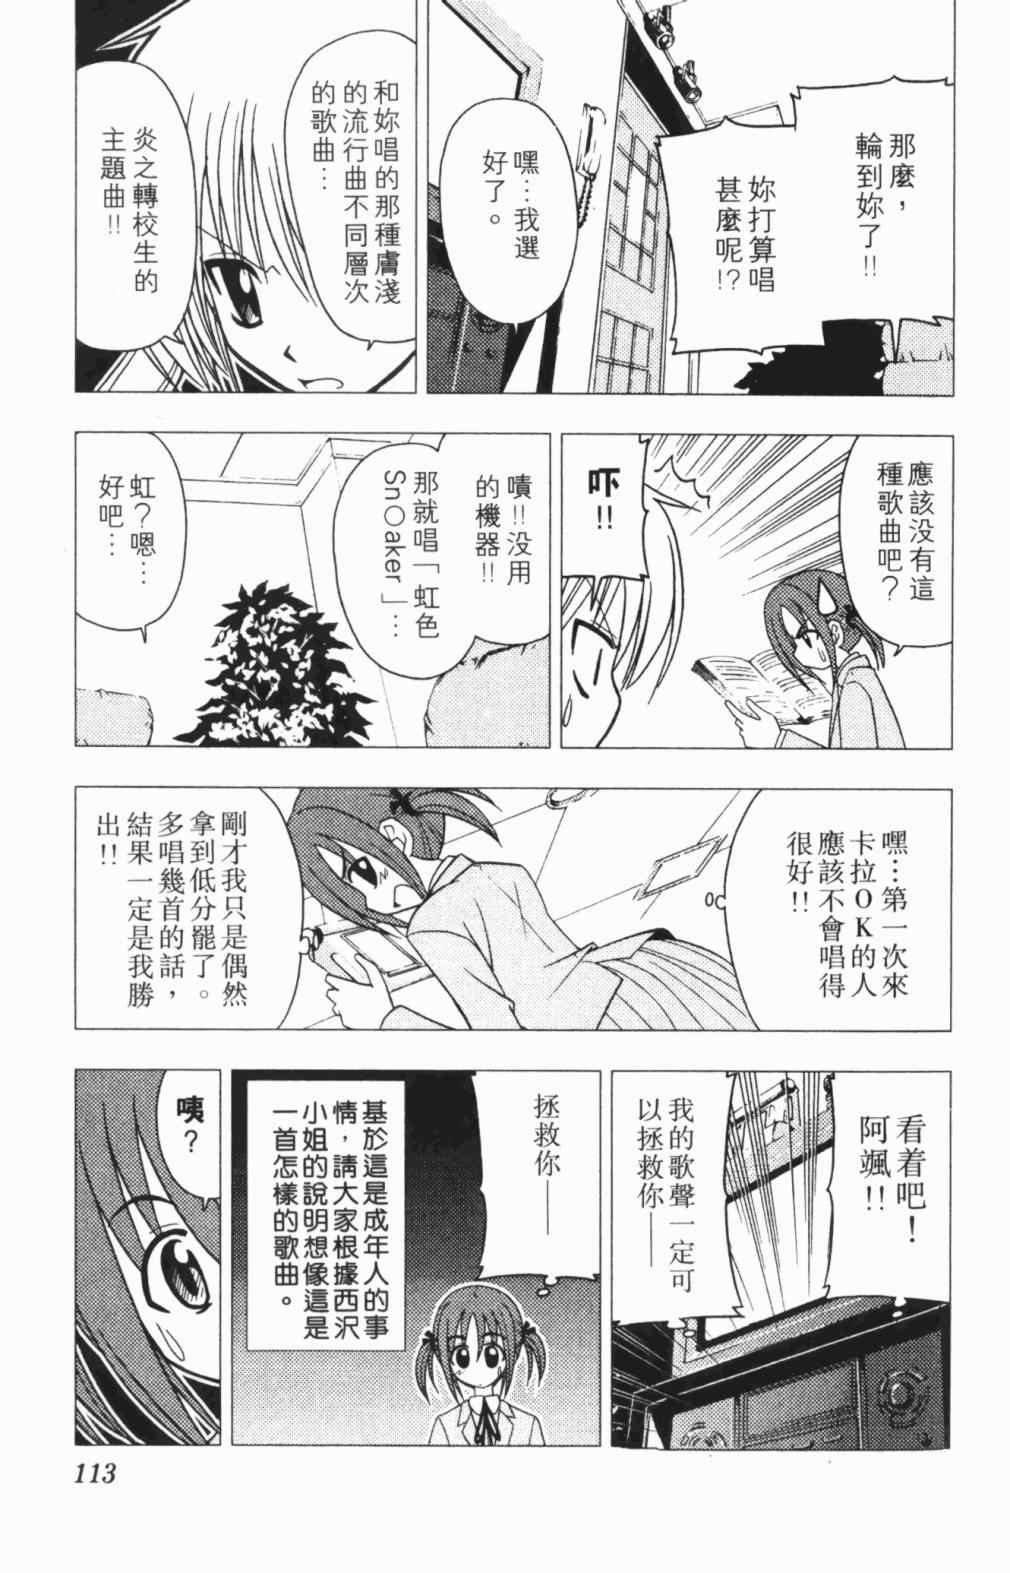 那麼，
輪到妳了!!
妳打算唱
甚麼呢!?
嘿…我選
好了。
和妳唱的那種膚淺
的流行曲不同層次
的歌曲…
炎之轉校生的
主題曲!!
應該没有這
種歌曲吧？
吓!!
嘖!!没用
的機器!!
那就唱「虹色
Sn○aker」…
虹？嗯…
好吧…
嘿…第一次來
卡拉OK的人
應該不會唱得
很好!!
剛才我只是偶然
拿到低分罷了。
多唱幾首的話，
結果一定是我勝
出!!
看着吧！
阿颯!!
我的歌聲一定可
以拯救你──
拯救你──
基於這是成年人的事
情，請大家根據西沢
小姐的說明想像這是
一首怎樣的歌曲。
咦？
113